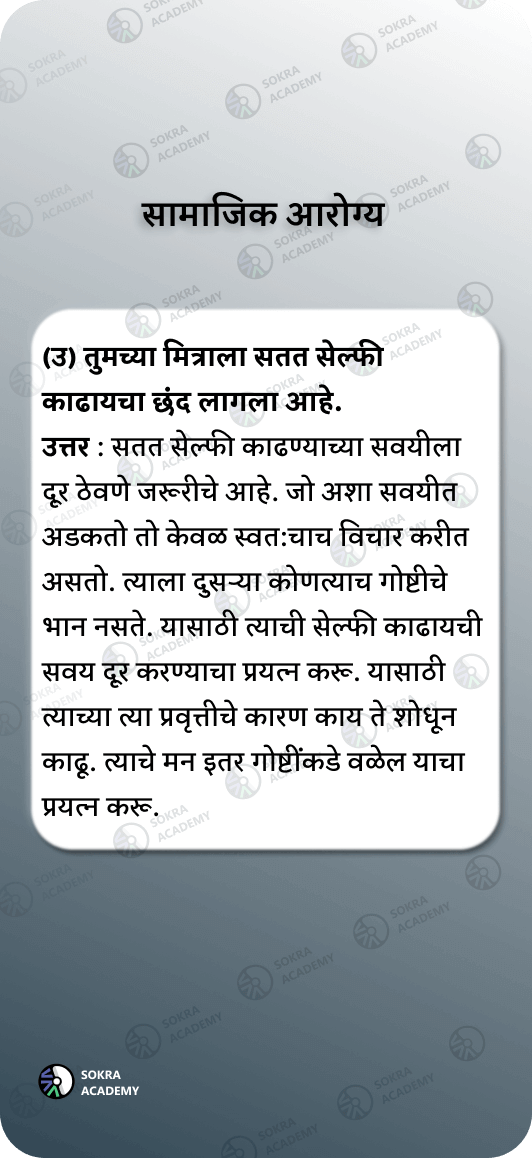 सामाजिक आरोग्य
(उ) तुमच्या मित्राला सतत सेल्फी
काढायचा छंद लागला आहे.
उत्तर : सतत सेल्फी काढण्याच्या सवयीला
दूर ठेवणे जरूरीचे आहे. जो अशा सवयीत
अडकतो तो केवळ स्वत:चाच विचार करीत
असतो. त्याला दुसऱ्या कोणत्याच गोष्टीचे
भान नसते. यासाठी त्याची सेल्फी काढायची
सवय दूर करण्याचा प्रयत्न करू. यासाठी
त्याच्या त्या प्रवृत्तीचे कारण काय ते शोधून
काढू. त्याचे मन इतर गोष्टींकडे वळेल याचा
प्रयत्न करू.
SOKRA
ACADEMY